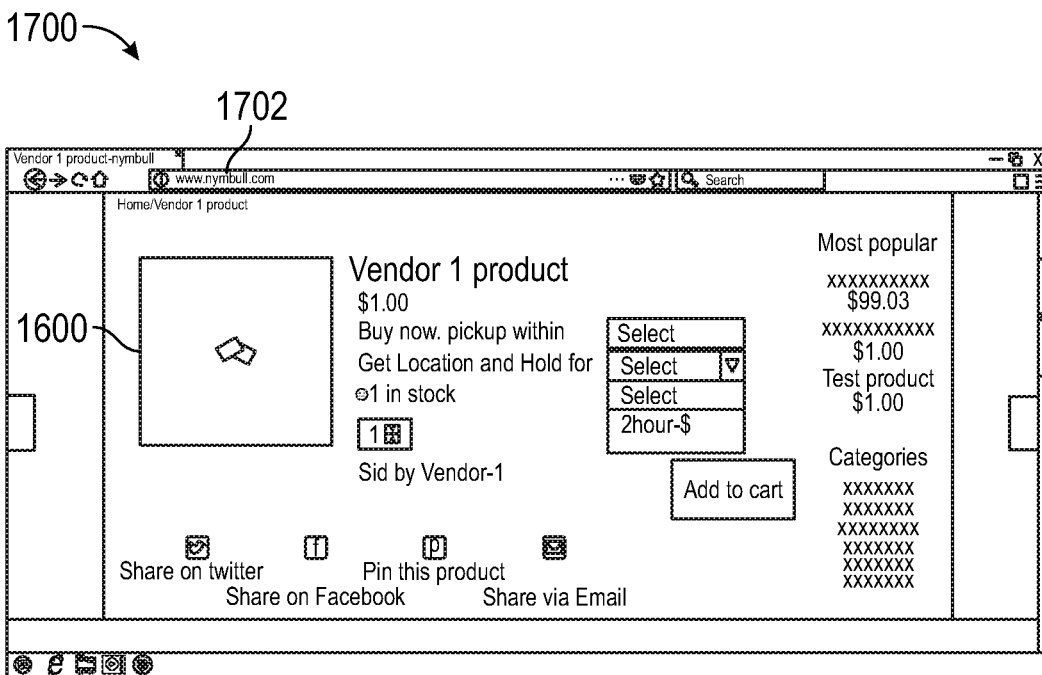 1700
1702
Vendor 1 product-nymbull
www.nymbull.com
Search
Home/Vendor 1 product
1600
Vendor 1 product
$1.00
Buy now. pickup within
Select
Get Location and Hold for
Select
1 in stock
Select
2hour-$
1
Sid by Vendor-1
Add to cart
Most popular
xxxxxxxxxx
$99.03
xxxxxxxxxxx
$1.00
Test product
$1.00
Categories
xxxxxxx
xxxxxxx
xxxxxxxx
xxxxxxx
xxxxxxx
xxxxxxx
Share on twitter
Share on Facebook
Pin this product
Share via Email